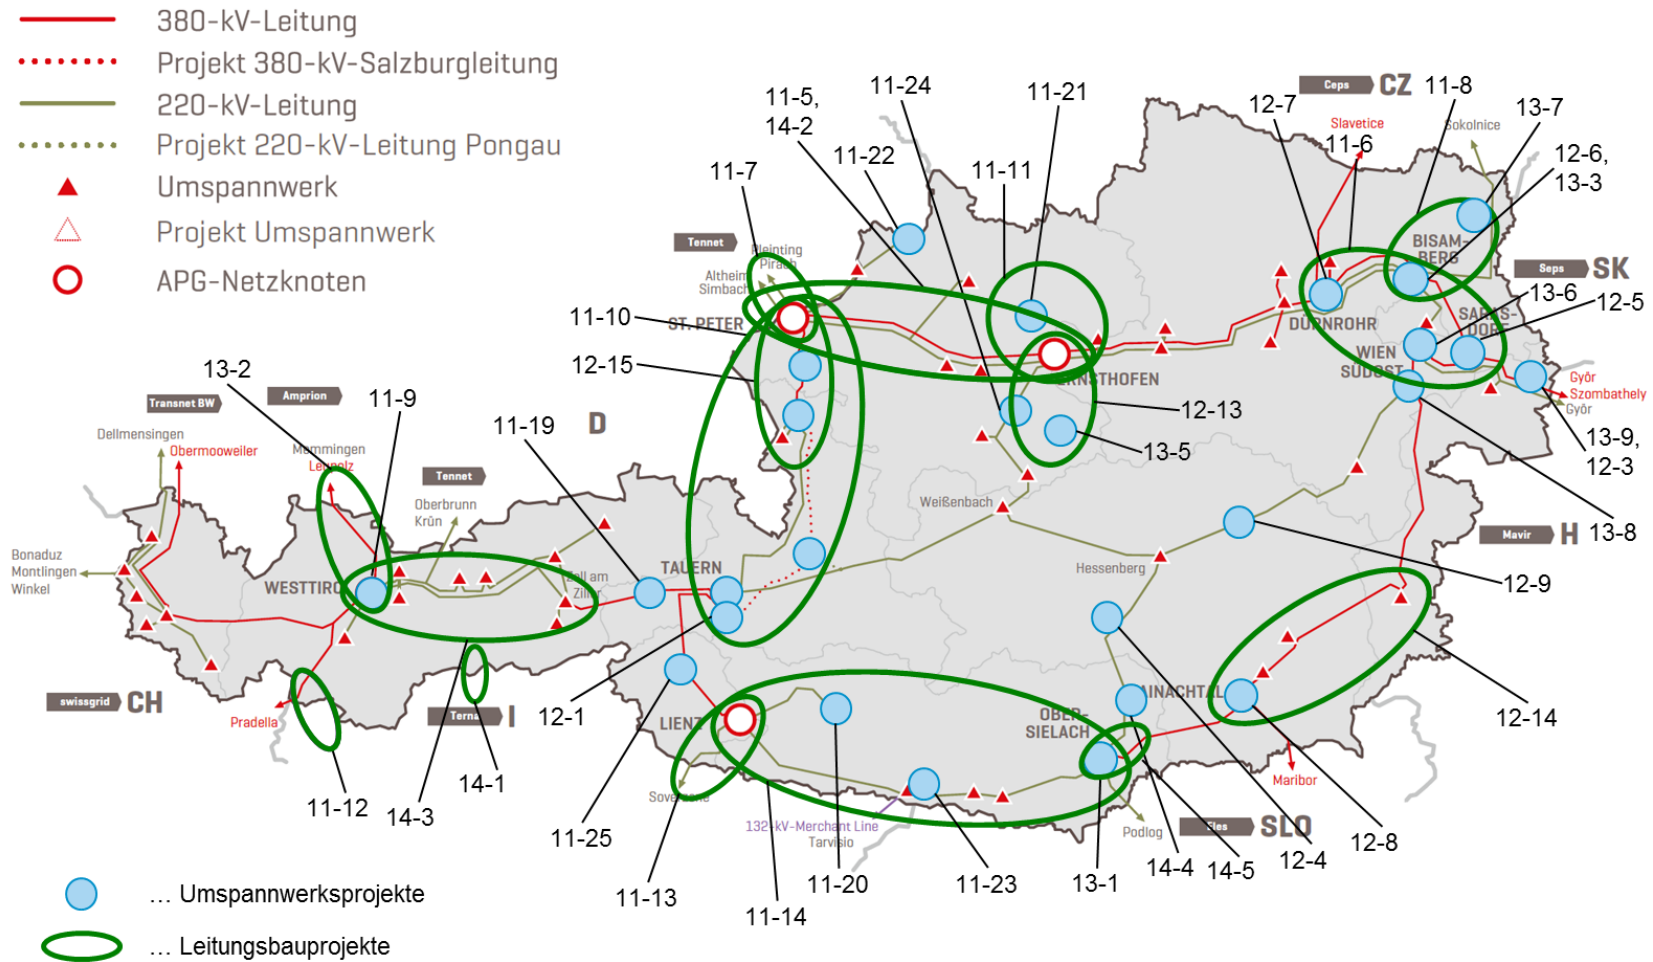 380-kV-Leitung
Projekt 380-kV-Salzburgleitung
220-kV-Leitung
Projekt 220-kV-Leitung Pongau
Umspannwerk
Projekt Umspannwerk
APG-Netzknoten
11-5,
14-2
11-24
11-21
12-7
Ceps
CZ
11-8
13-7
Slavetice
Sokolnice
11-6
12-6,
13-3
11-22
11-11
11-7
Tennet
Pleinting
Pirach
Altheim
Simbach
BISAM-
BERG
Seps
SK
13-6
12-5
11-10
ST. PETER
DÜRNROHR
SARAS-
DORF
WIEN
SÜDOST
12-15
ERNSTHOFEN
Győr
Szombathely
Győr
13-2
Amprion
11-9
Transnet BW
D
11-19
12-13
13-5
13-9,
12-3
Dellmensingen
Obermooweiler
Memmingen
Leupolz
Tennet
Oberbrunn
Krün
Weißenbach
13-8
Mavir
H
Bonaduz
Montlingen
Winkel
WESTTIROL
Zell am
Ziller
TAUERN
Hessenberg
12-9
swissgrid
CH
Pradella
Terna
I
12-1
LIENZ
OBER-
SIELACH
MAINACHTAL
12-14
11-12
14-3
14-1
Soverzene
Maribor
11-25
132-kV-Merchant Line
Tarvisio
Podlog
Eles
SLO
12-8
12-4
14-5
14-4
13-1
11-23
11-20
11-13
11-14
... Umspannwerksprojekte
... Leitungsbauprojekte